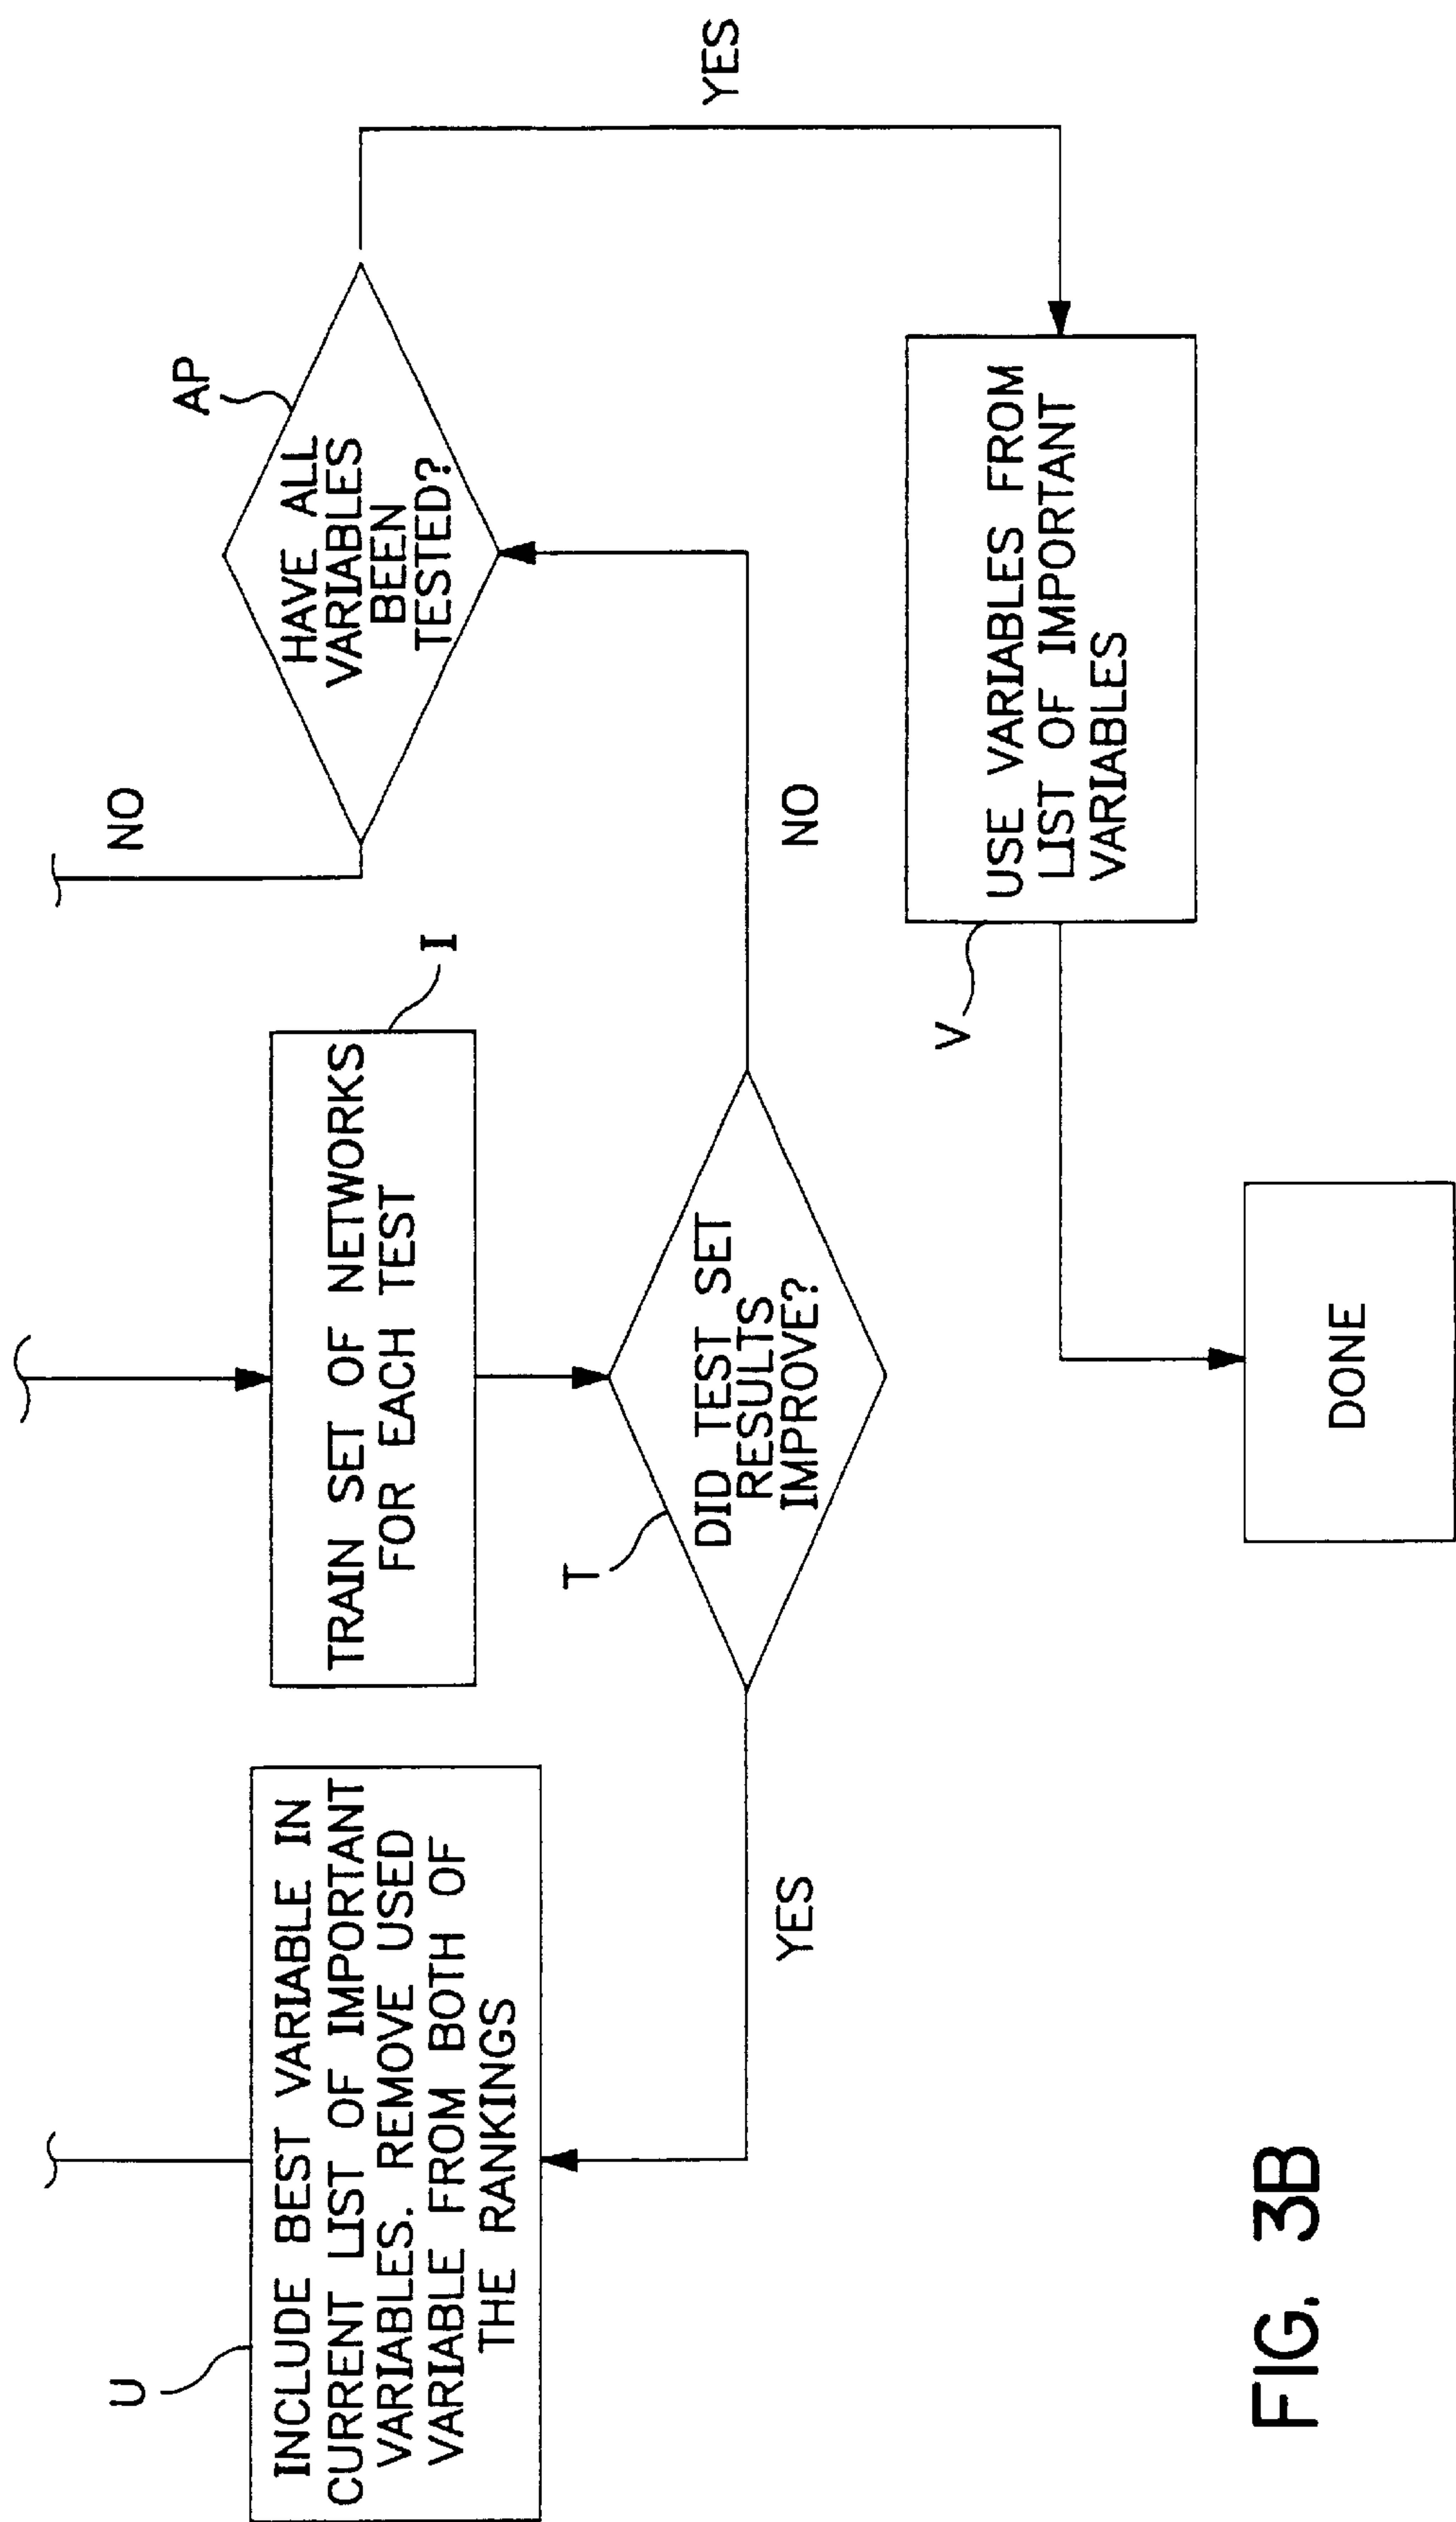 U
INCLUDE BEST VARIABLE IN
CURRENT LIST OF IMPORTANT
VARIABLES. REMOVE USED
VARIABLE FROM BOTH OF
THE RANKINGS
TRAIN SET OF NETWORKS
FOR EACH TEST
I
NO
AP
HAVE ALL
VARIABLES
BEEN
TESTED?
YES
T
DID TEST SET
RESULTS
IMPROVE?
YES
NO
V
USE VARIABLES FROM
LIST OF IMPORTANT
VARIABLES
DONE
FIG. 3B